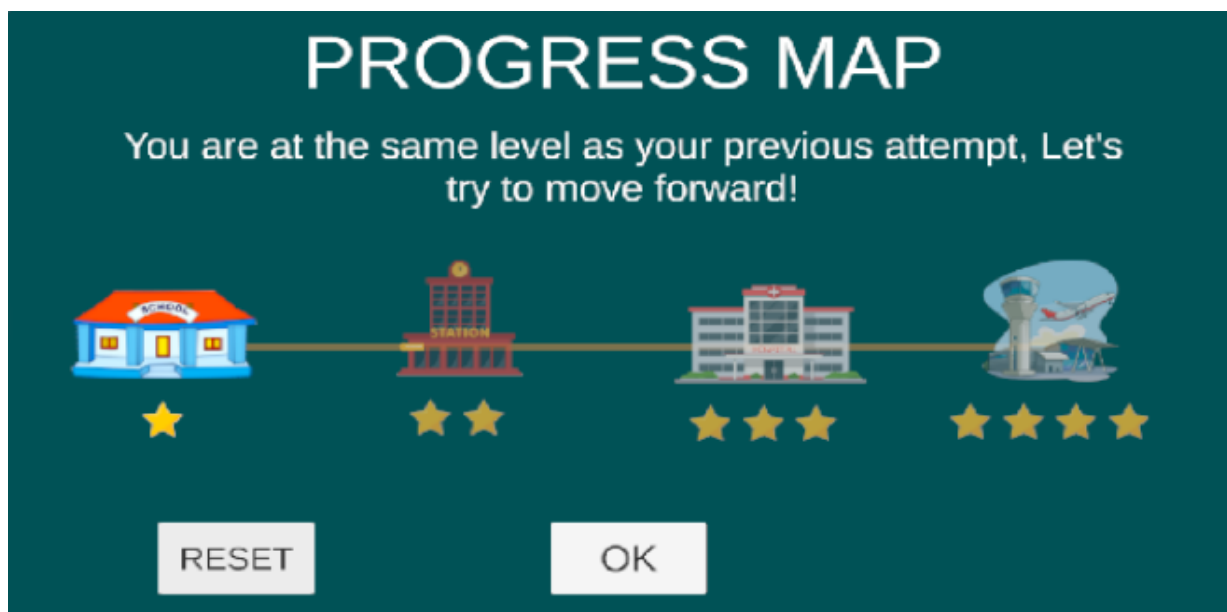 PROGRESS MAP
You are at the same level as your previous attempt, Let's
try to move forward!
SCHOOL
STATION
HOSPITAL
RESET
OK